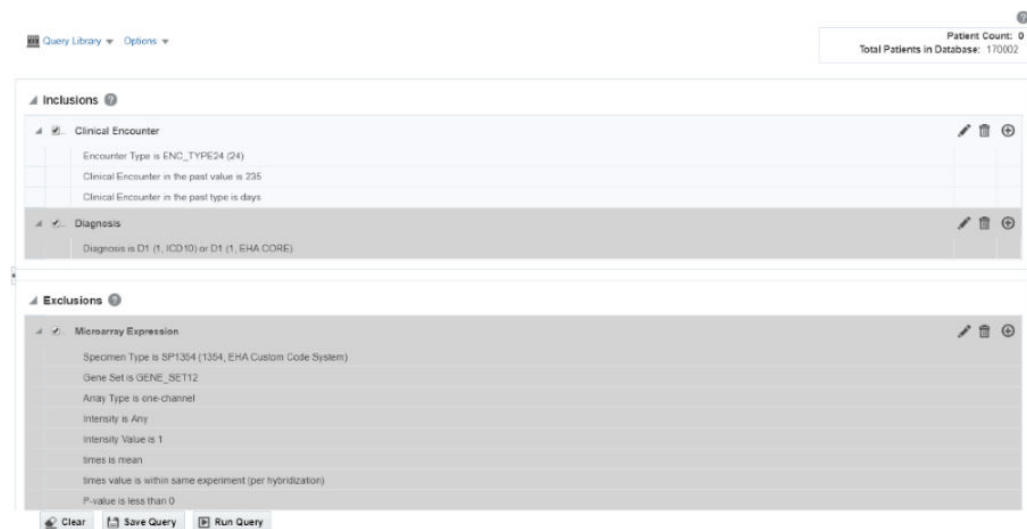 Query Library Options
Patient Count: 0
Total Patients in Database: 170002
Inclusions
Clinical Encounter
Encounter Type is ENC_TYPE24 (24)
Clinical Encounter in the past value is 235
Clinical Encounter in the past type is days
Diagnosis
Diagnosis is D1 (1, ICD10) or D1 (1, EHA CORE)
Exclusions
Microarray Expression
Specimen Type is SP1354 (1354, EHA Custom Code System)
Gene Set is GENE_SET12
Array Type is one-channel
Intensity is Any
Intensity Value is 1
times is mean
times value is within same experiment (per hybridization)
P-value is less than 0
Clear Save Query Run Query